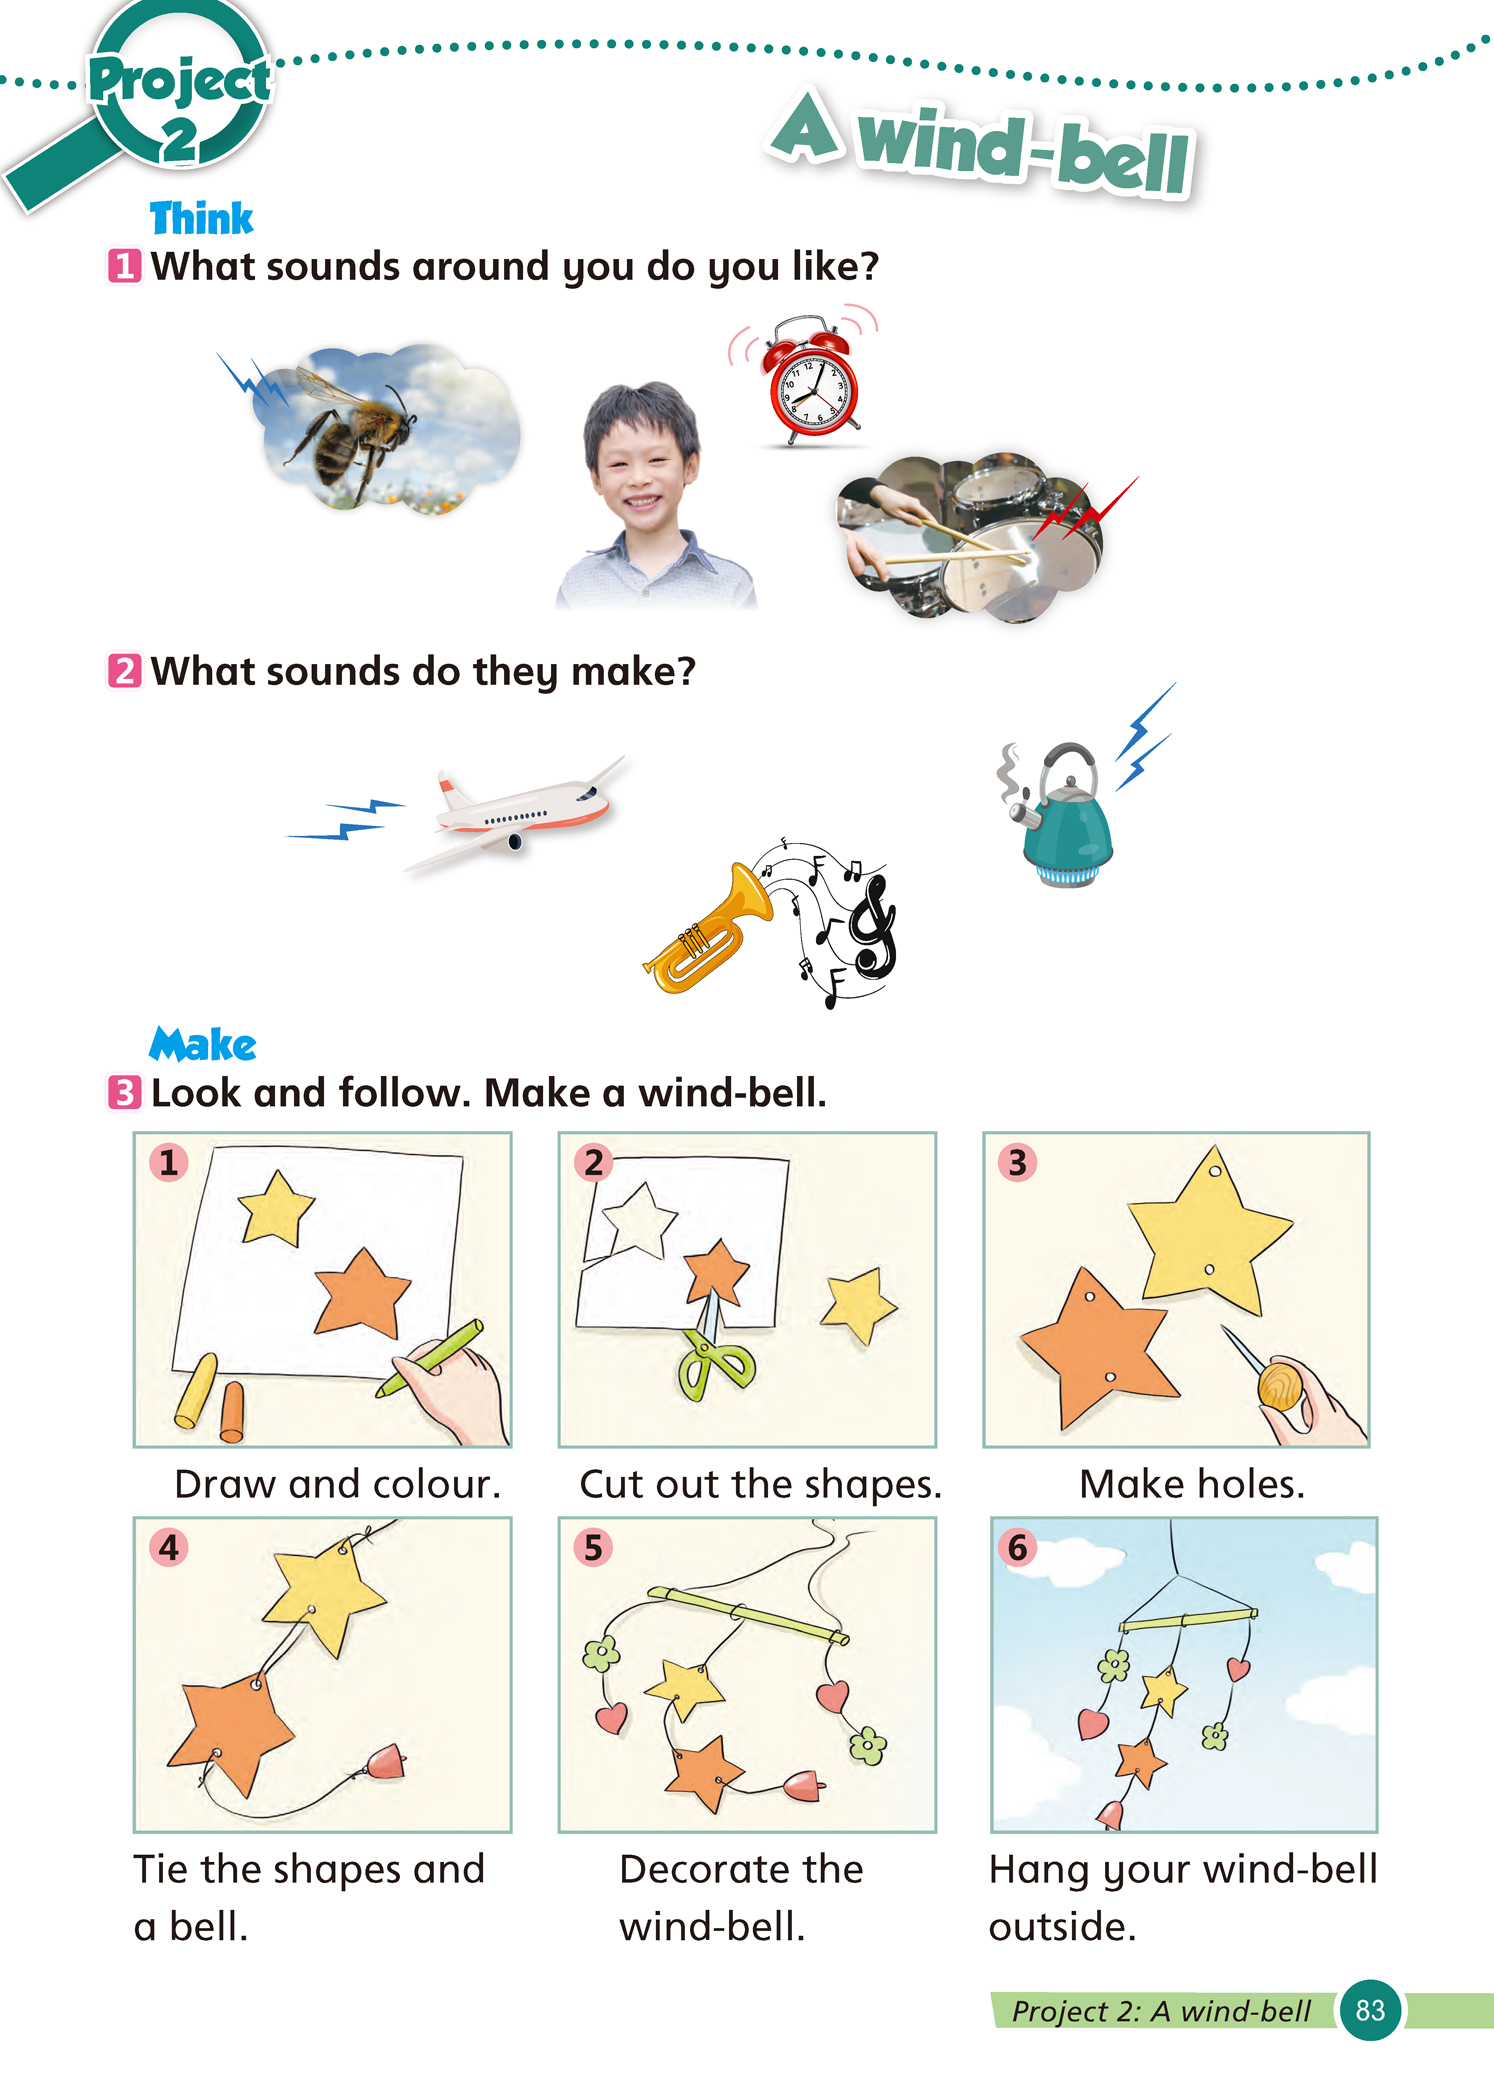 Project
2
A wind-bell
Think
1 What sounds around you do you like?
2 What sounds do they make?
Make
3 Look and follow. Make a wind-bell.
1
2
3
Draw and colour.
Cut out the shapes.
Make holes.
4
5
6
Tie the shapes and
a bell.
Decorate the
wind-bell.
Hang your wind-bell
outside.
Project 2: A wind-bell 83